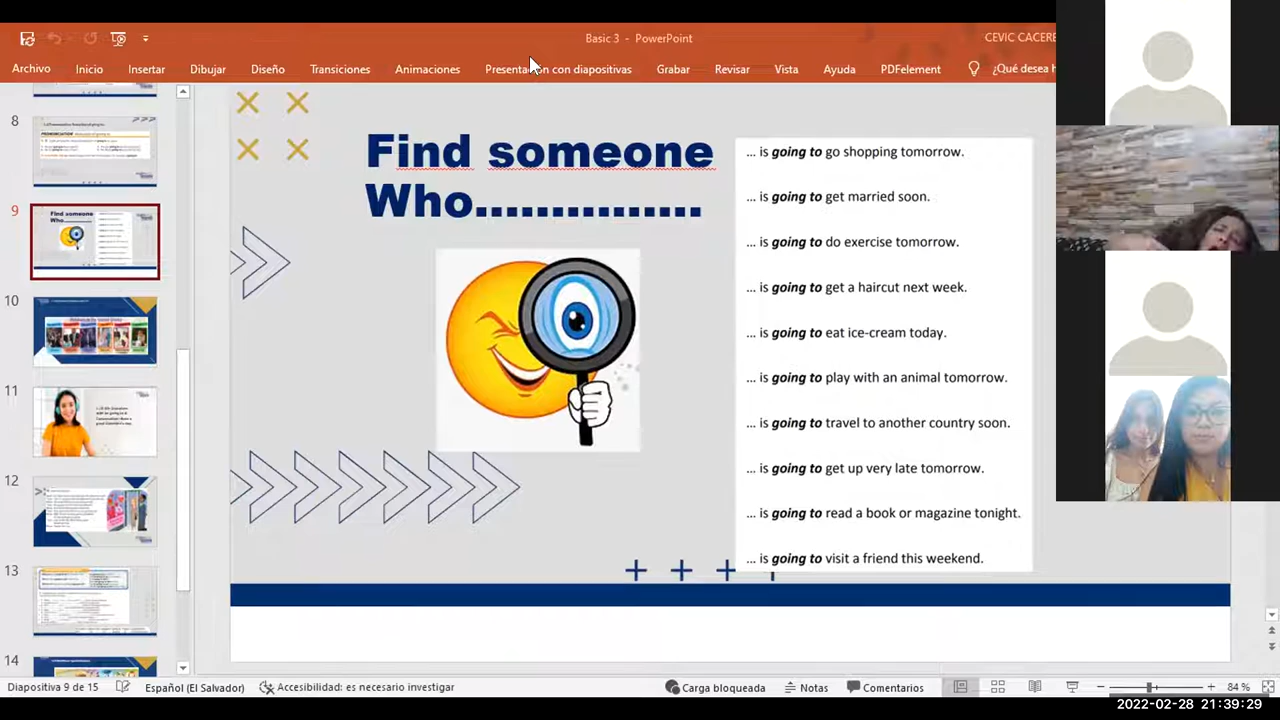 Basic 3 - PowerPoint
CEVIC CACERE
Archivo Inicio Insertar Dibujar Diseño Transiciones Animaciones Presentación con diapositivas Grabar Revisar Vista Ayuda PDFelement ¿Qué desea h
8
9
10
11
12
13
14
Find someone
Who..............
... is going to go shopping tomorrow.
... is going to get married soon.
... is going to do exercise tomorrow.
... is going to get a haircut next week.
... is going to eat ice-cream today.
... is going to play with an animal tomorrow.
... is going to travel to another country soon.
... is going to get up very late tomorrow.
... is going to read a book or magazine tonight.
... is going to visit a friend this weekend.
Diapositiva 9 de 15 Español (El Salvador) Accesibilidad: es necesario investigar Carga bloqueada Notas Comentarios 84 %
2022-02-28 21:39:29